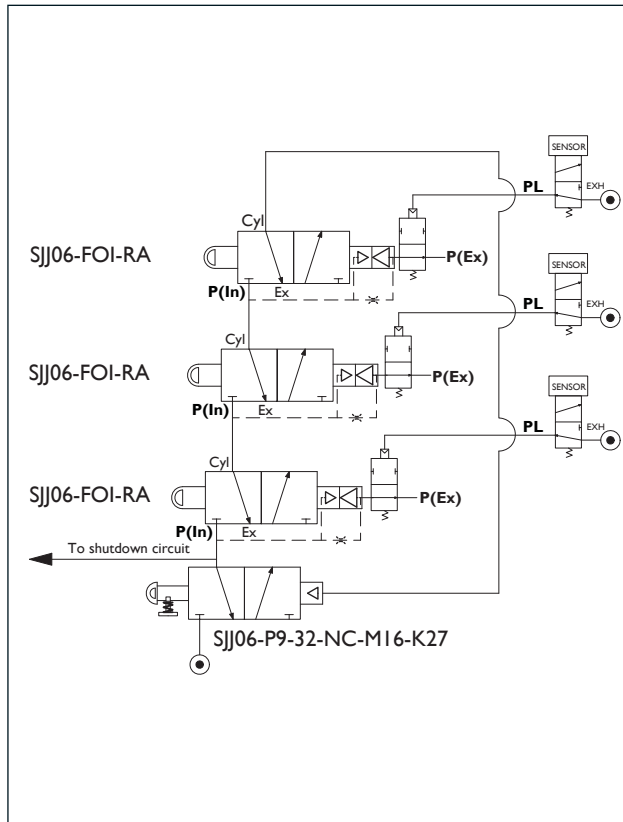 SENSOR
PL
EXH
Cyl
SJJ06-FOI-RA
P(Ex)
P(In)
Ex
SENSOR
PL
EXH
Cyl
SJJ06-FOI-RA
P(Ex)
P(In)
Ex
SENSOR
PL
EXH
Cyl
SJJ06-FOI-RA
P(Ex)
P(In)
Ex
To shutdown circuit
SJJ06-P9-32-NC-M16-K27